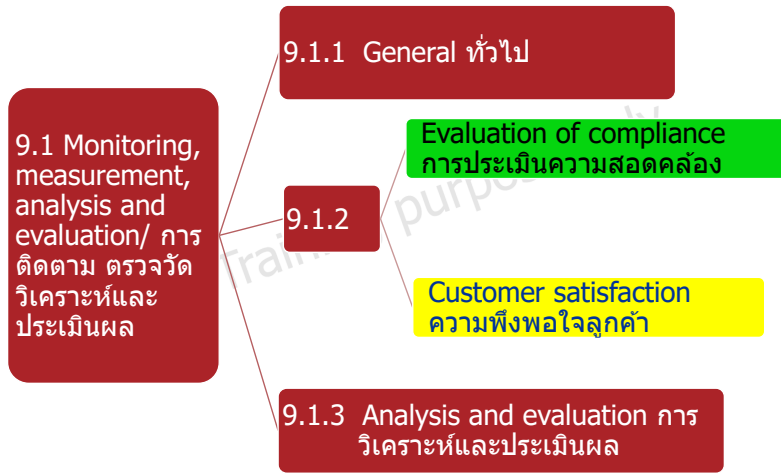 9.1 Monitoring,
measurement,
analysis and
evaluation/ การ
ติดตาม ตรวจวัด
วิเคราะห์และ
ประเมินผล
9.1.1 General ทั่วไป
9.1.2
Evaluation of compliance
การประเมินความสอดคล้อง
Customer satisfaction
ความพึงพอใจลูกค้า
9.1.3 Analysis and evaluation การ
วิเคราะห์และประเมินผล